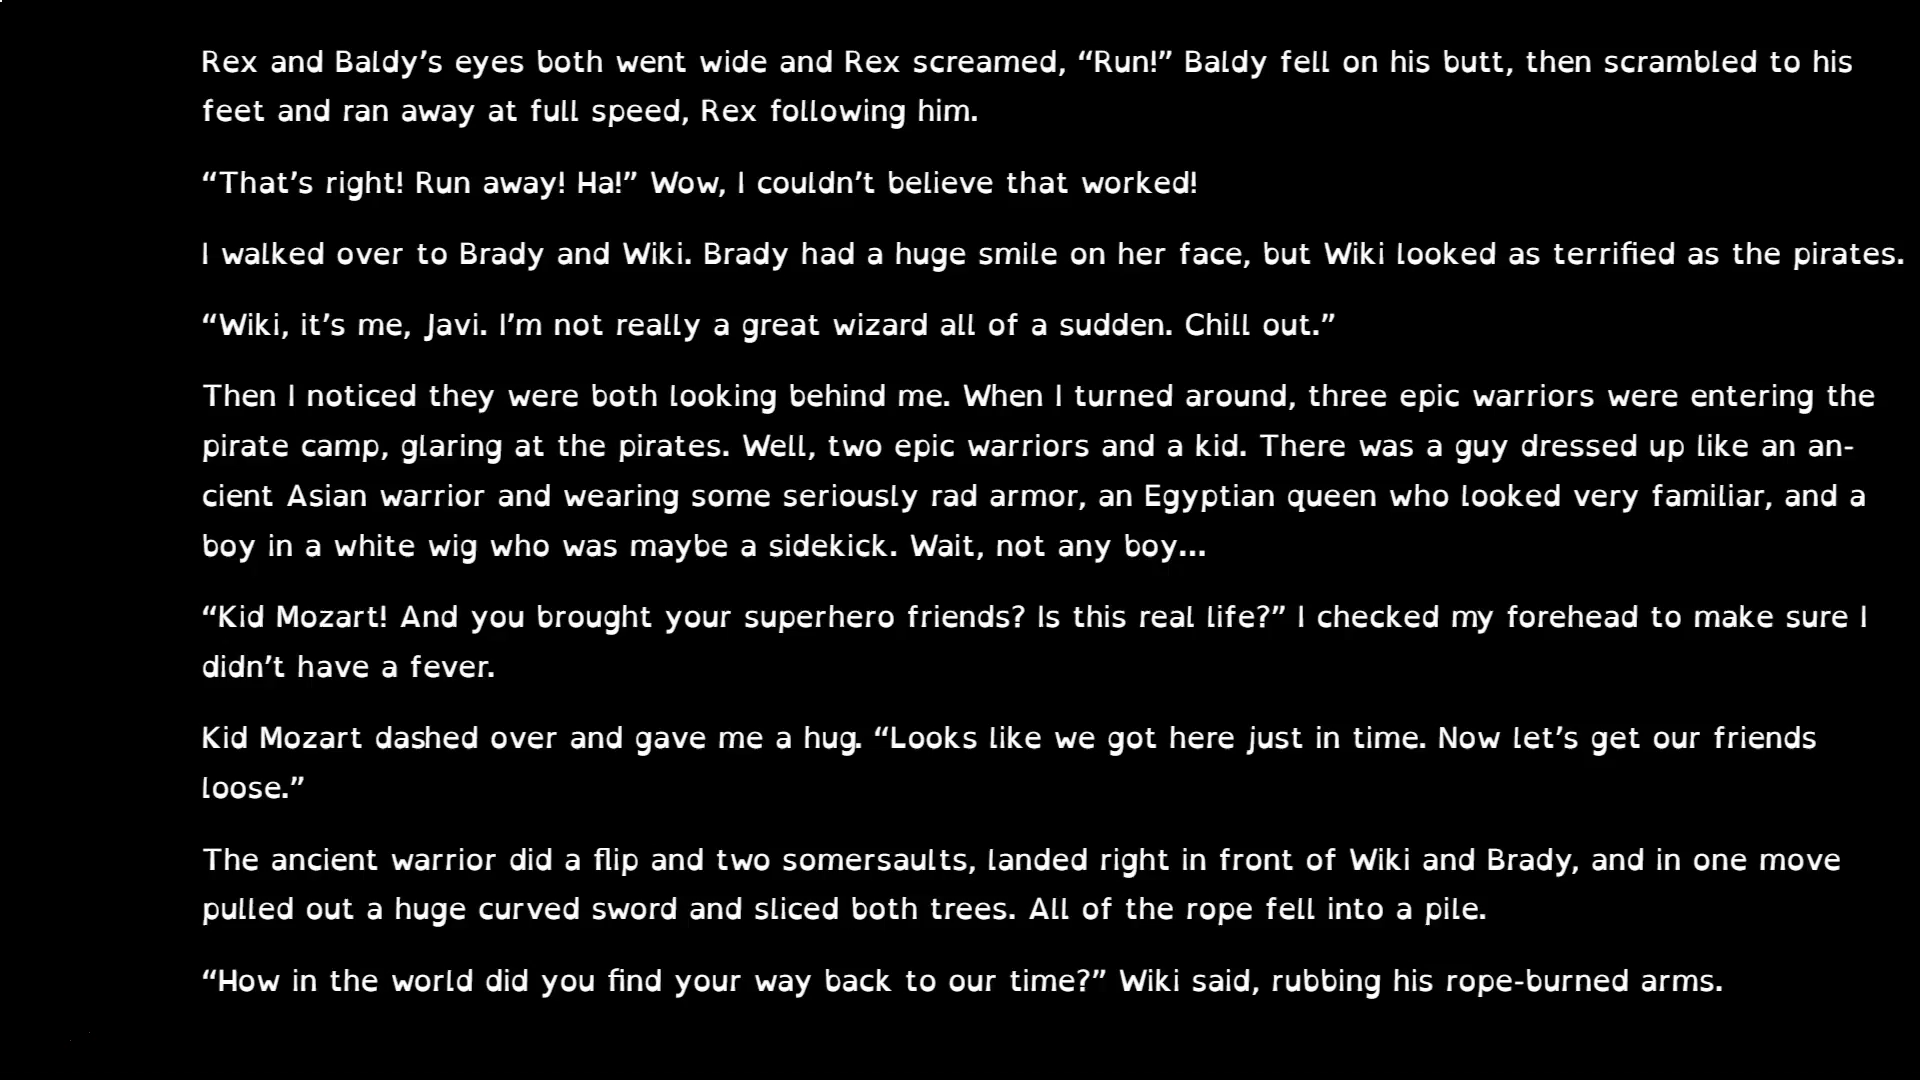 Rex and Baldy’s eyes both went wide and Rex screamed, “Run!” Baldy fell on his butt, then scrambled to his
feet and ran away at full speed, Rex following him.
“That’s right! Run away! Ha!” Wow, I couldn’t believe that worked!
I walked over to Brady and Wiki. Brady had a huge smile on her face, but Wiki looked as terrified as the pirates.
“Wiki, it’s me, Javi. I’m not really a great wizard all of a sudden. Chill out.”
Then I noticed they were both looking behind me. When I turned around, three epic warriors were entering the
pirate camp, glaring at the pirates. Well, two epic warriors and a kid. There was a guy dressed up like an an-
cient Asian warrior and wearing some seriously rad armor, an Egyptian queen who looked very familiar, and a
boy in a white wig who was maybe a sidekick. Wait, not any boy...
“Kid Mozart! And you brought your superhero friends? Is this real life?” I checked my forehead to make sure I
didn’t have a fever.
Kid Mozart dashed over and gave me a hug. “Looks like we got here just in time. Now let’s get our friends
loose.”
The ancient warrior did a flip and two somersaults, landed right in front of Wiki and Brady, and in one move
pulled out a huge curved sword and sliced both trees. All of the rope fell into a pile.
“How in the world did you find your way back to our time?” Wiki said, rubbing his rope-burned arms.